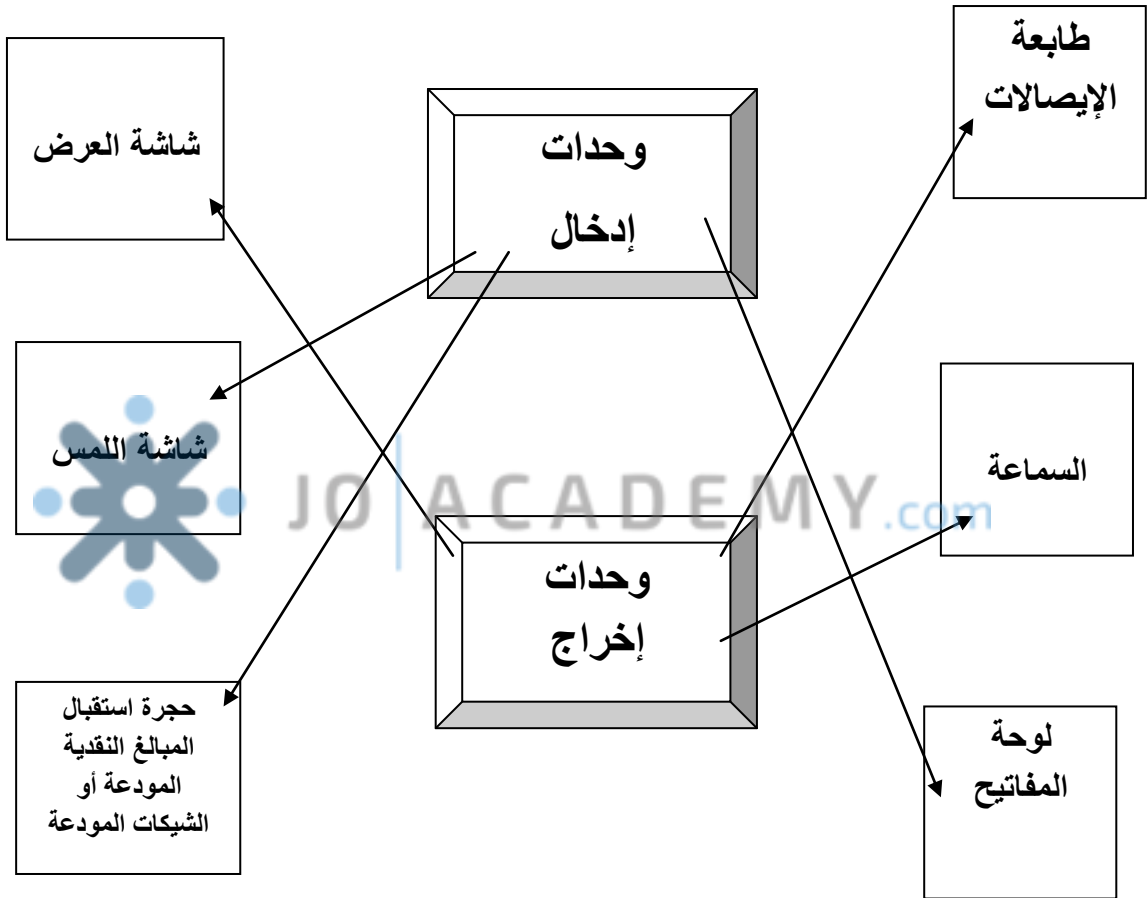 طابعة
الإيصالات
وحدات
إدخال
شاشة العرض
السماعة
شاشة اللمس
JO ACADEMY.com
وحدات
إخراج
لوحة
المفاتيح
حجرة استقبال
المبالغ النقدية
المودعة أو
الشيكات المودعة